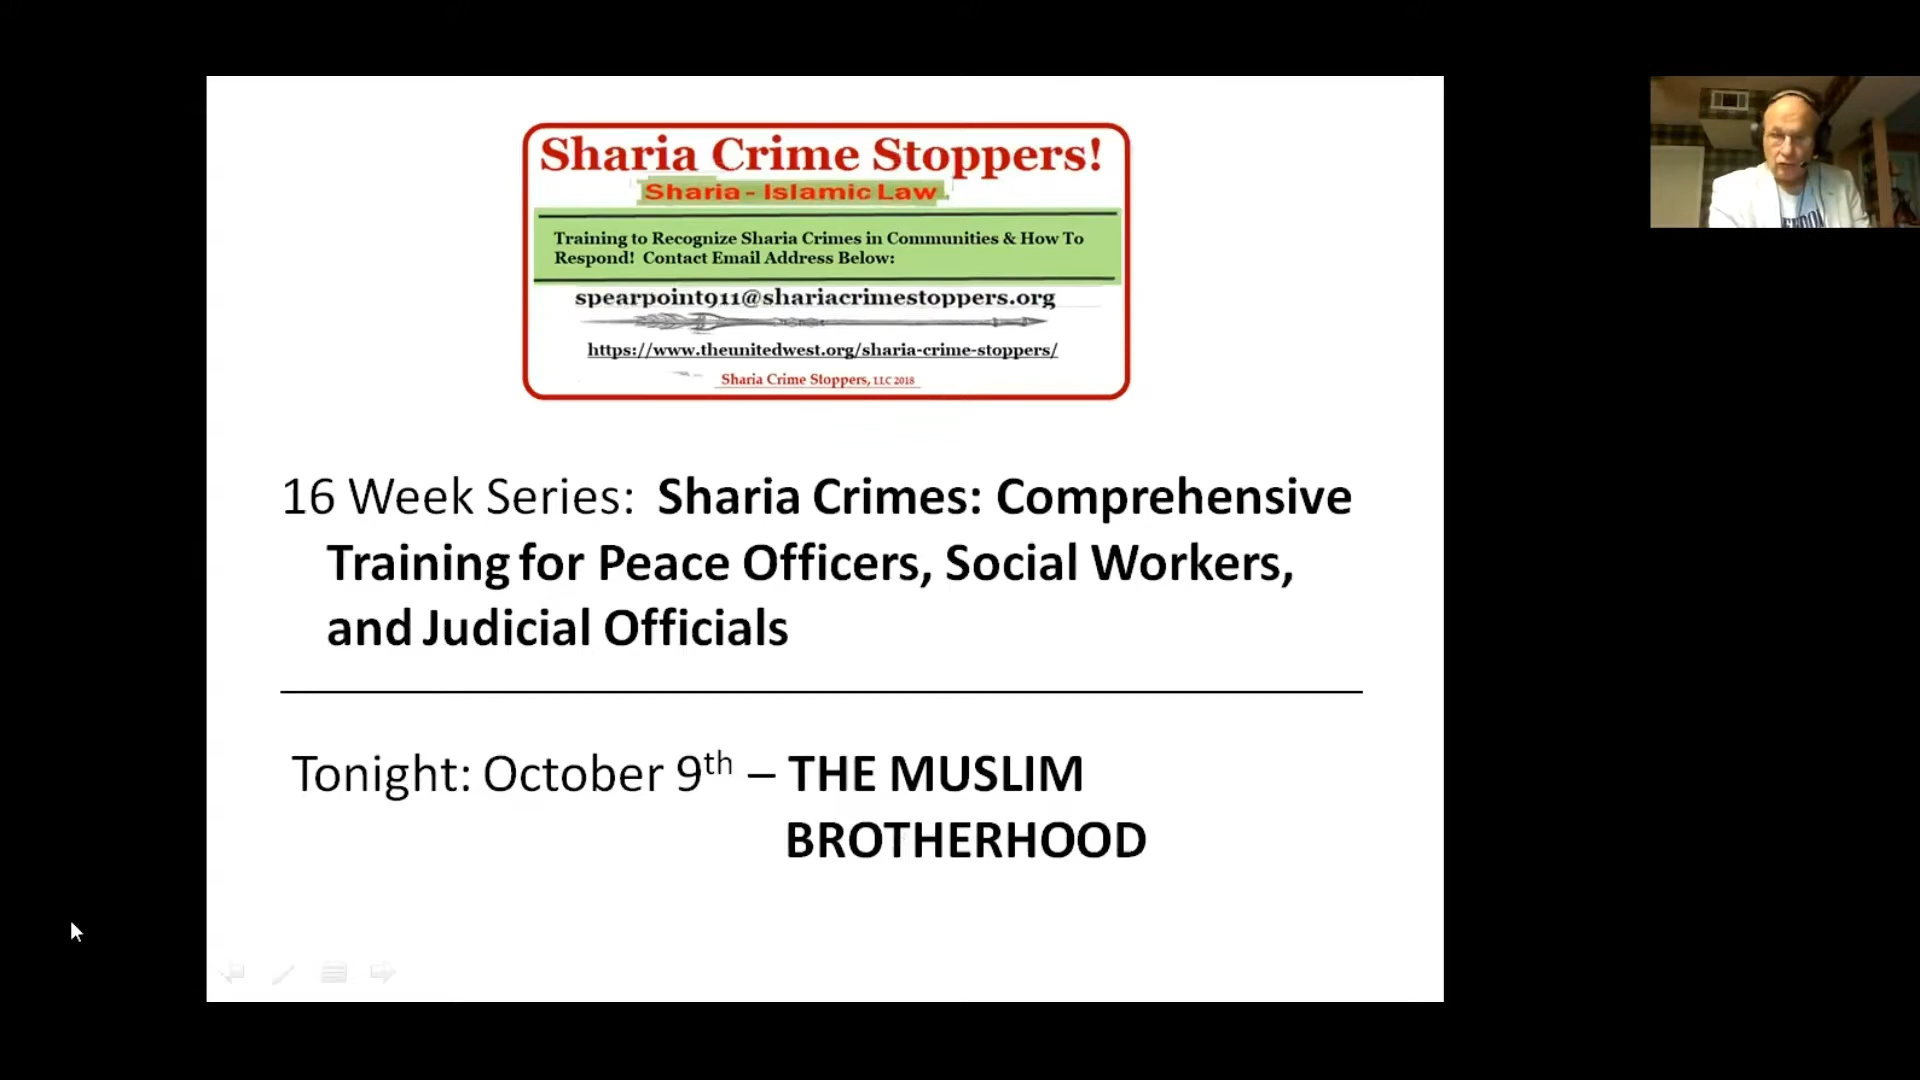 Sharia Crime Stoppers!
Sharia - Islamic Law
Training to Recognize Sharia Crimes in Communities & How To
Respond! Contact Email Address Below:
spearpoint911@shariacrimestoppers.org
https://www.theunitedwest.org/sharia-crime-stoppers/
Sharia Crime Stoppers, LLC 2018
16 Week Series: Sharia Crimes: Comprehensive
Training for Peace Officers, Social Workers,
and Judicial Officials
Tonight: October 9th – THE MUSLIM
BROTHERHOOD